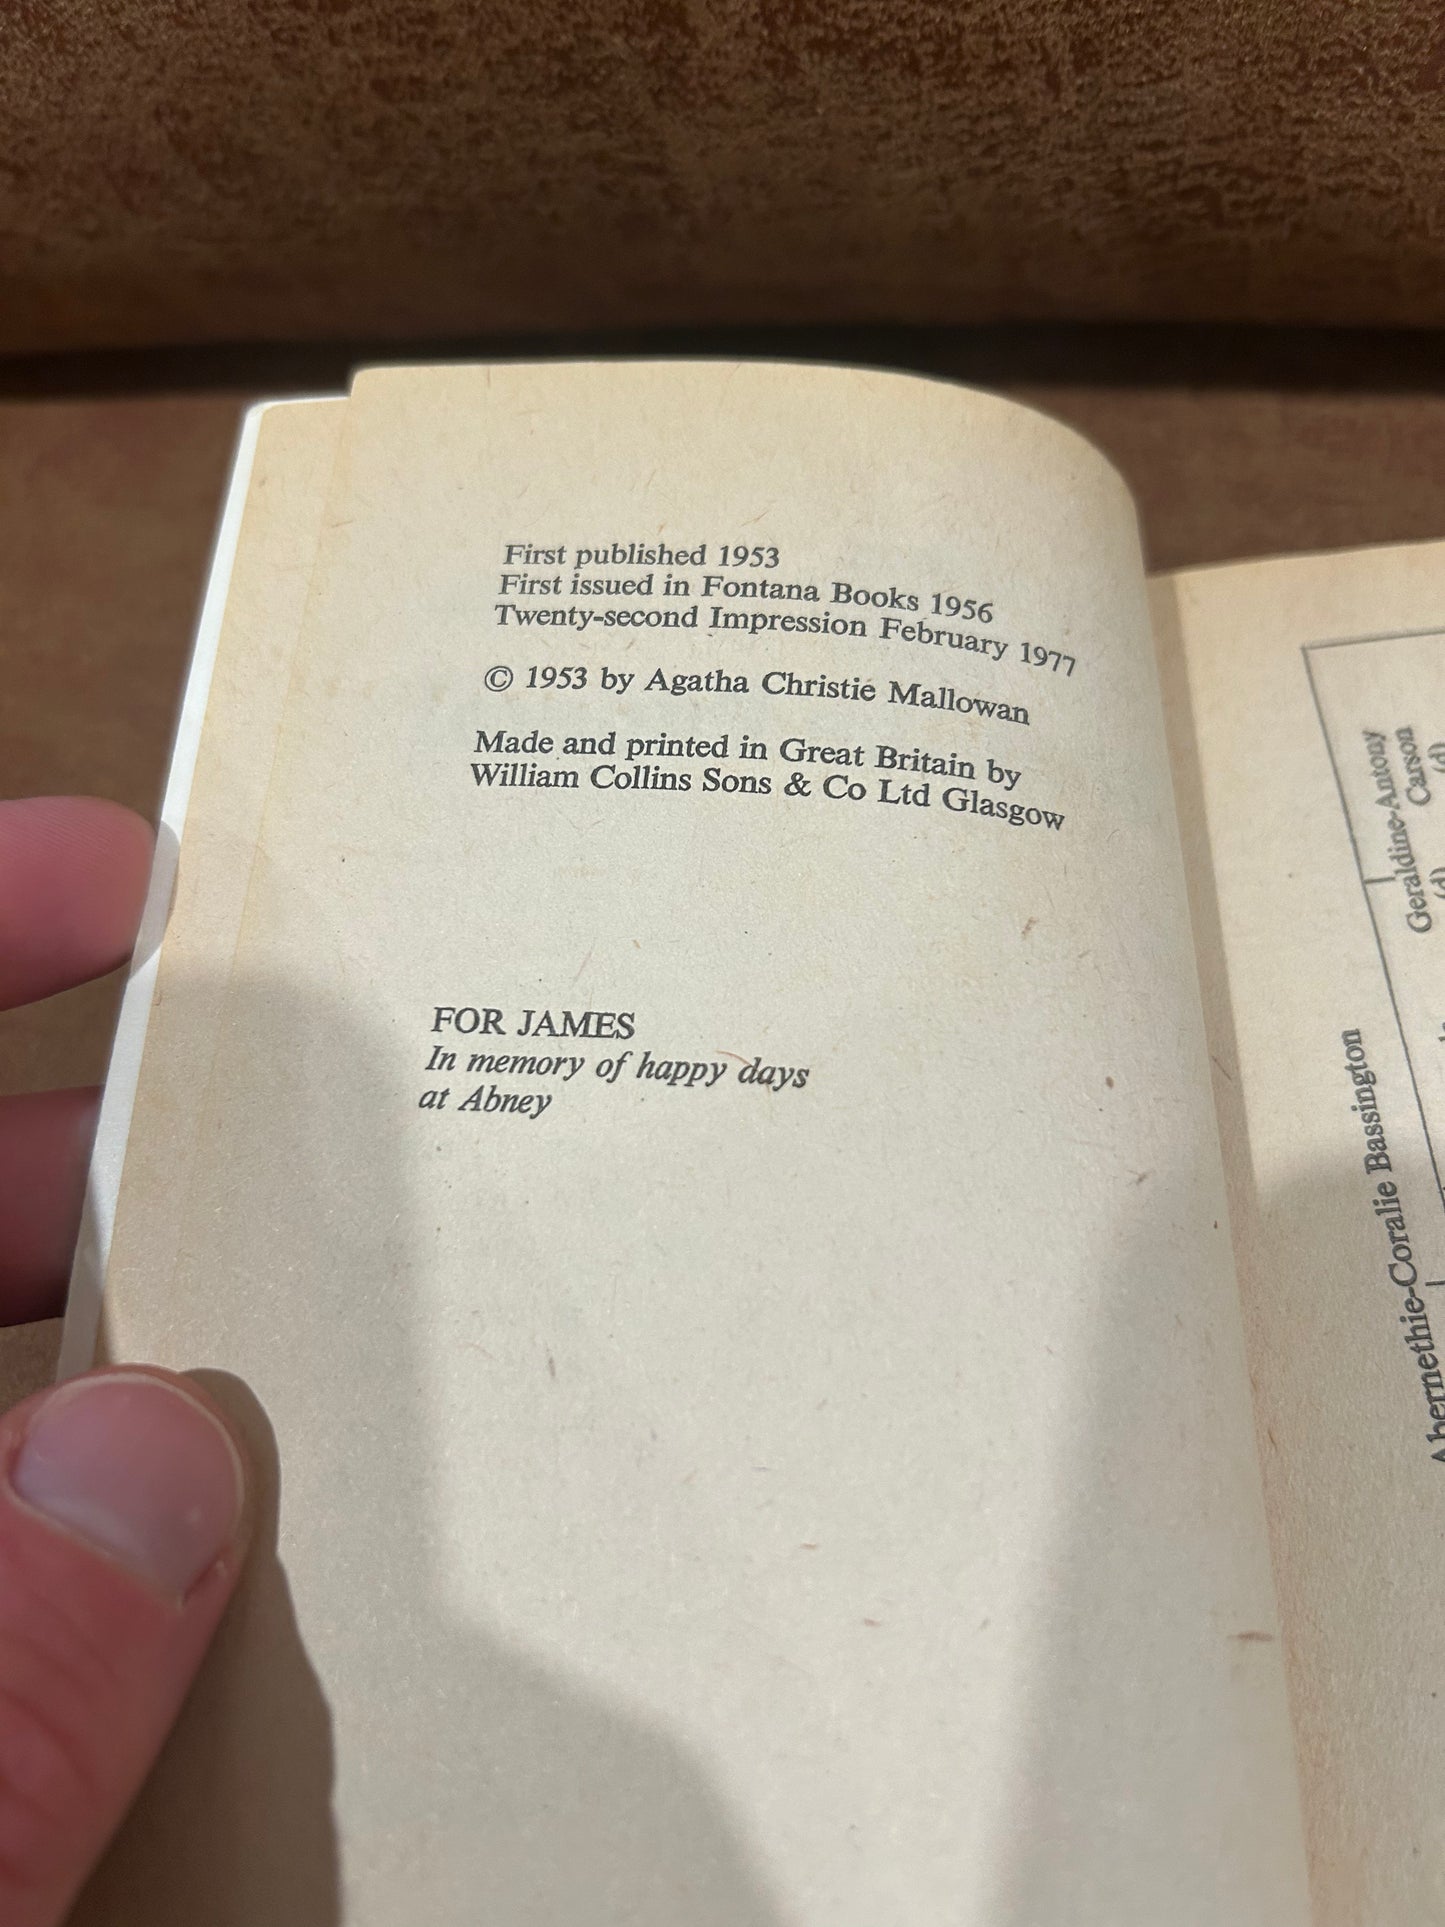 First published 1953
First issued in Fontana Books 1956
Twenty-second Impression February 1977
© 1953 by Agatha Christie Mallowan
Made and printed in Great Britain by
William Collins Sons & Co Ltd Glasgow
FOR JAMES
In memory of happy days
at Abney
Geraldine-Antony
Carson
(d)
(d)
Abernethie-Coralie Bassington